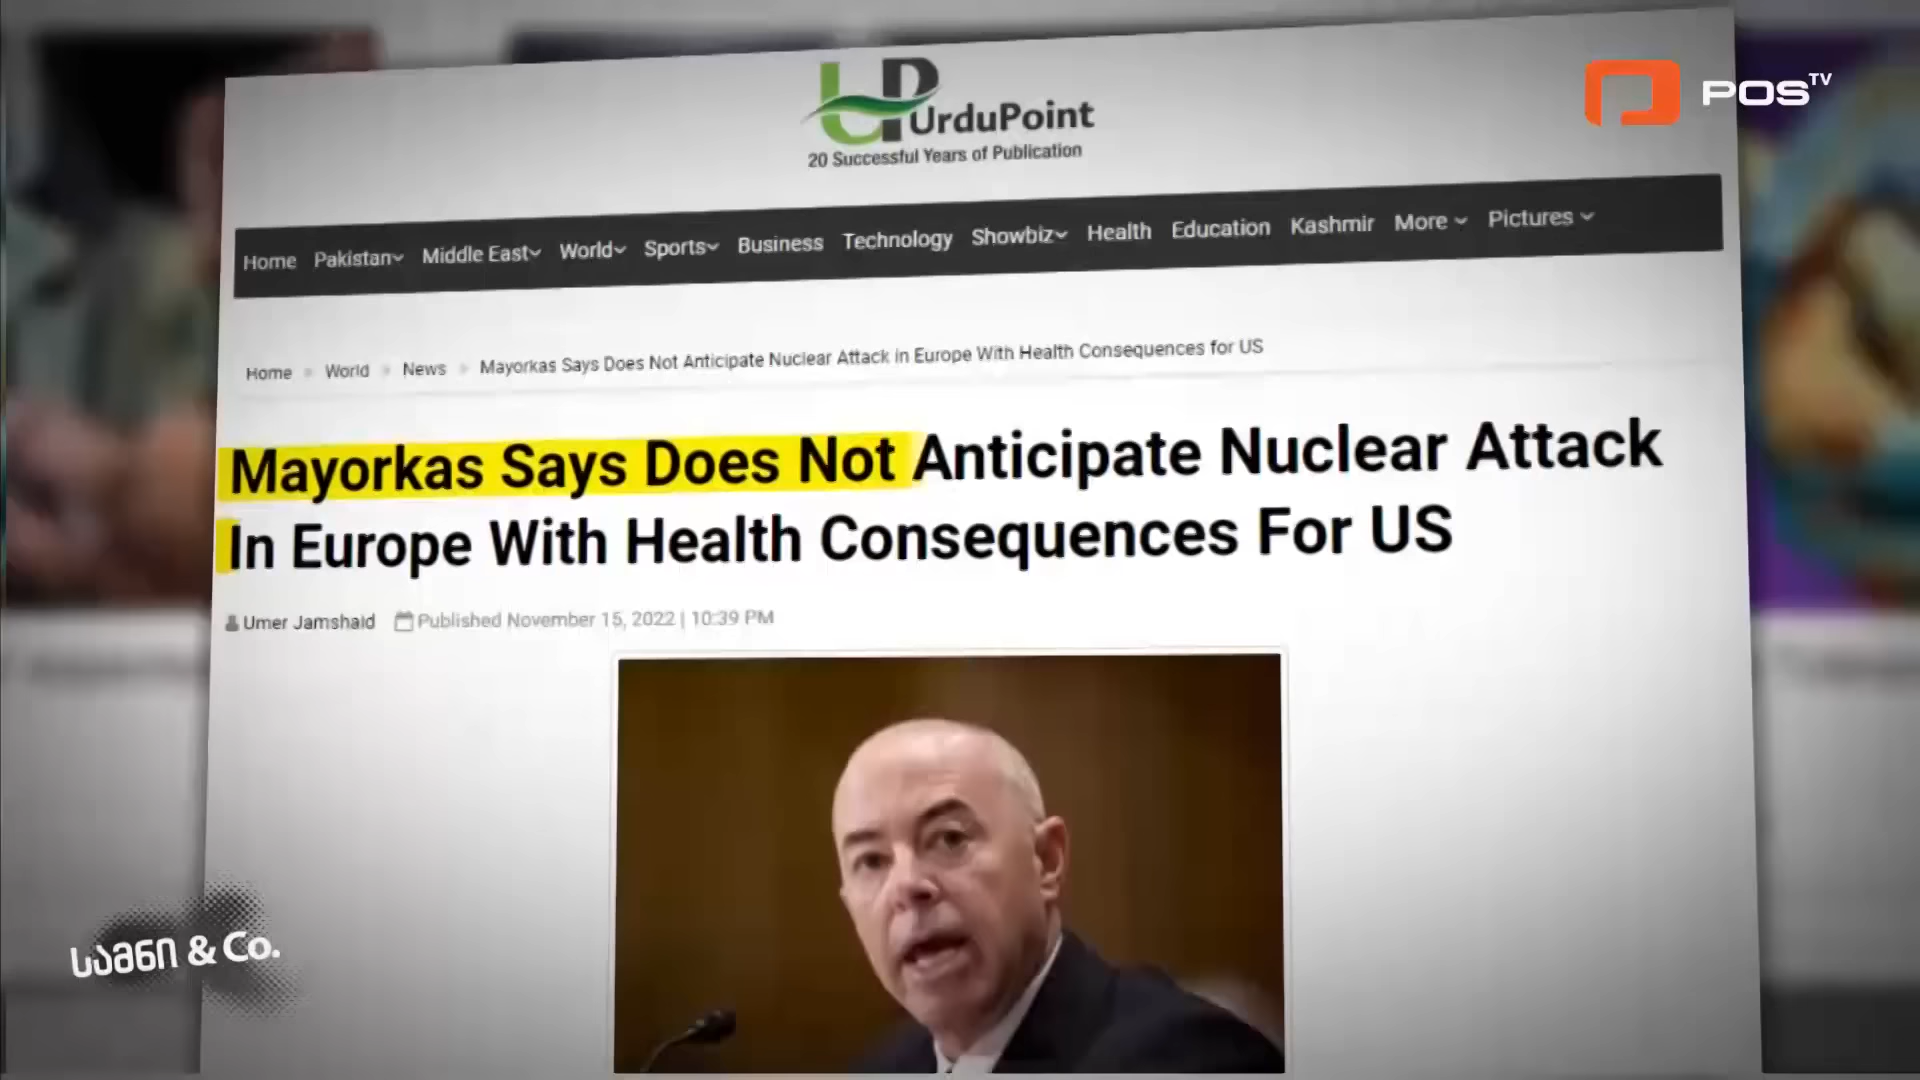 UrduPoint
20 Successful Years of Publication
POS TV
Home Pakistan Middle East World Sports Business Technology Showbiz Health Education Kashmir More Pictures
Home World News Mayorkas Says Does Not Anticipate Nuclear Attack in Europe With Health Consequences for US
Mayorkas Says Does Not Anticipate Nuclear Attack
In Europe With Health Consequences For US
Umer Jamshaid Published November 15, 2022 | 10:39 PM
სამნი & Co.